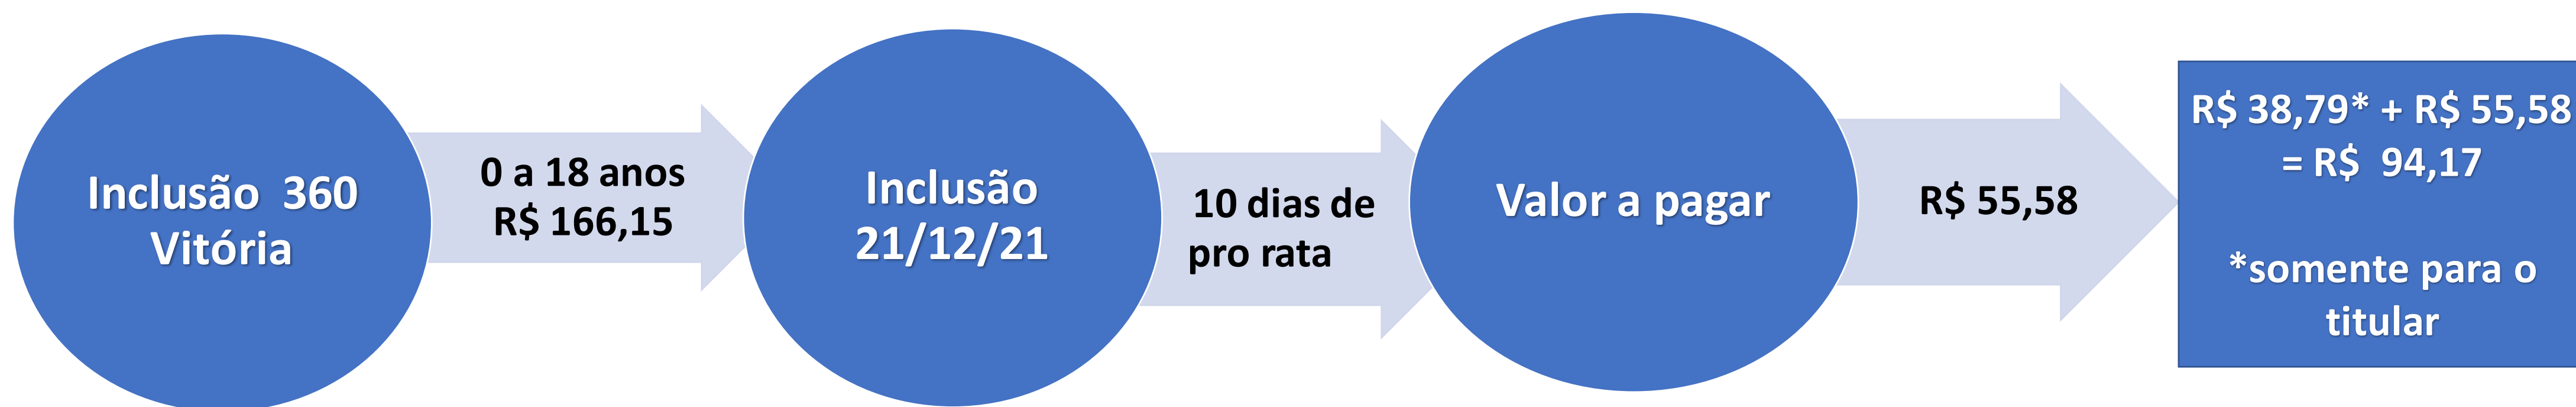 Inclusão  360
Vitória
0 a 18 anos
R$ 166,15
Inclusão
21/12/21
10 dias de
pro rata
Valor a pagar
R$ 55,58
R$ 38,79* + R$ 55,58
= R$  94,17
*somente para o
titular